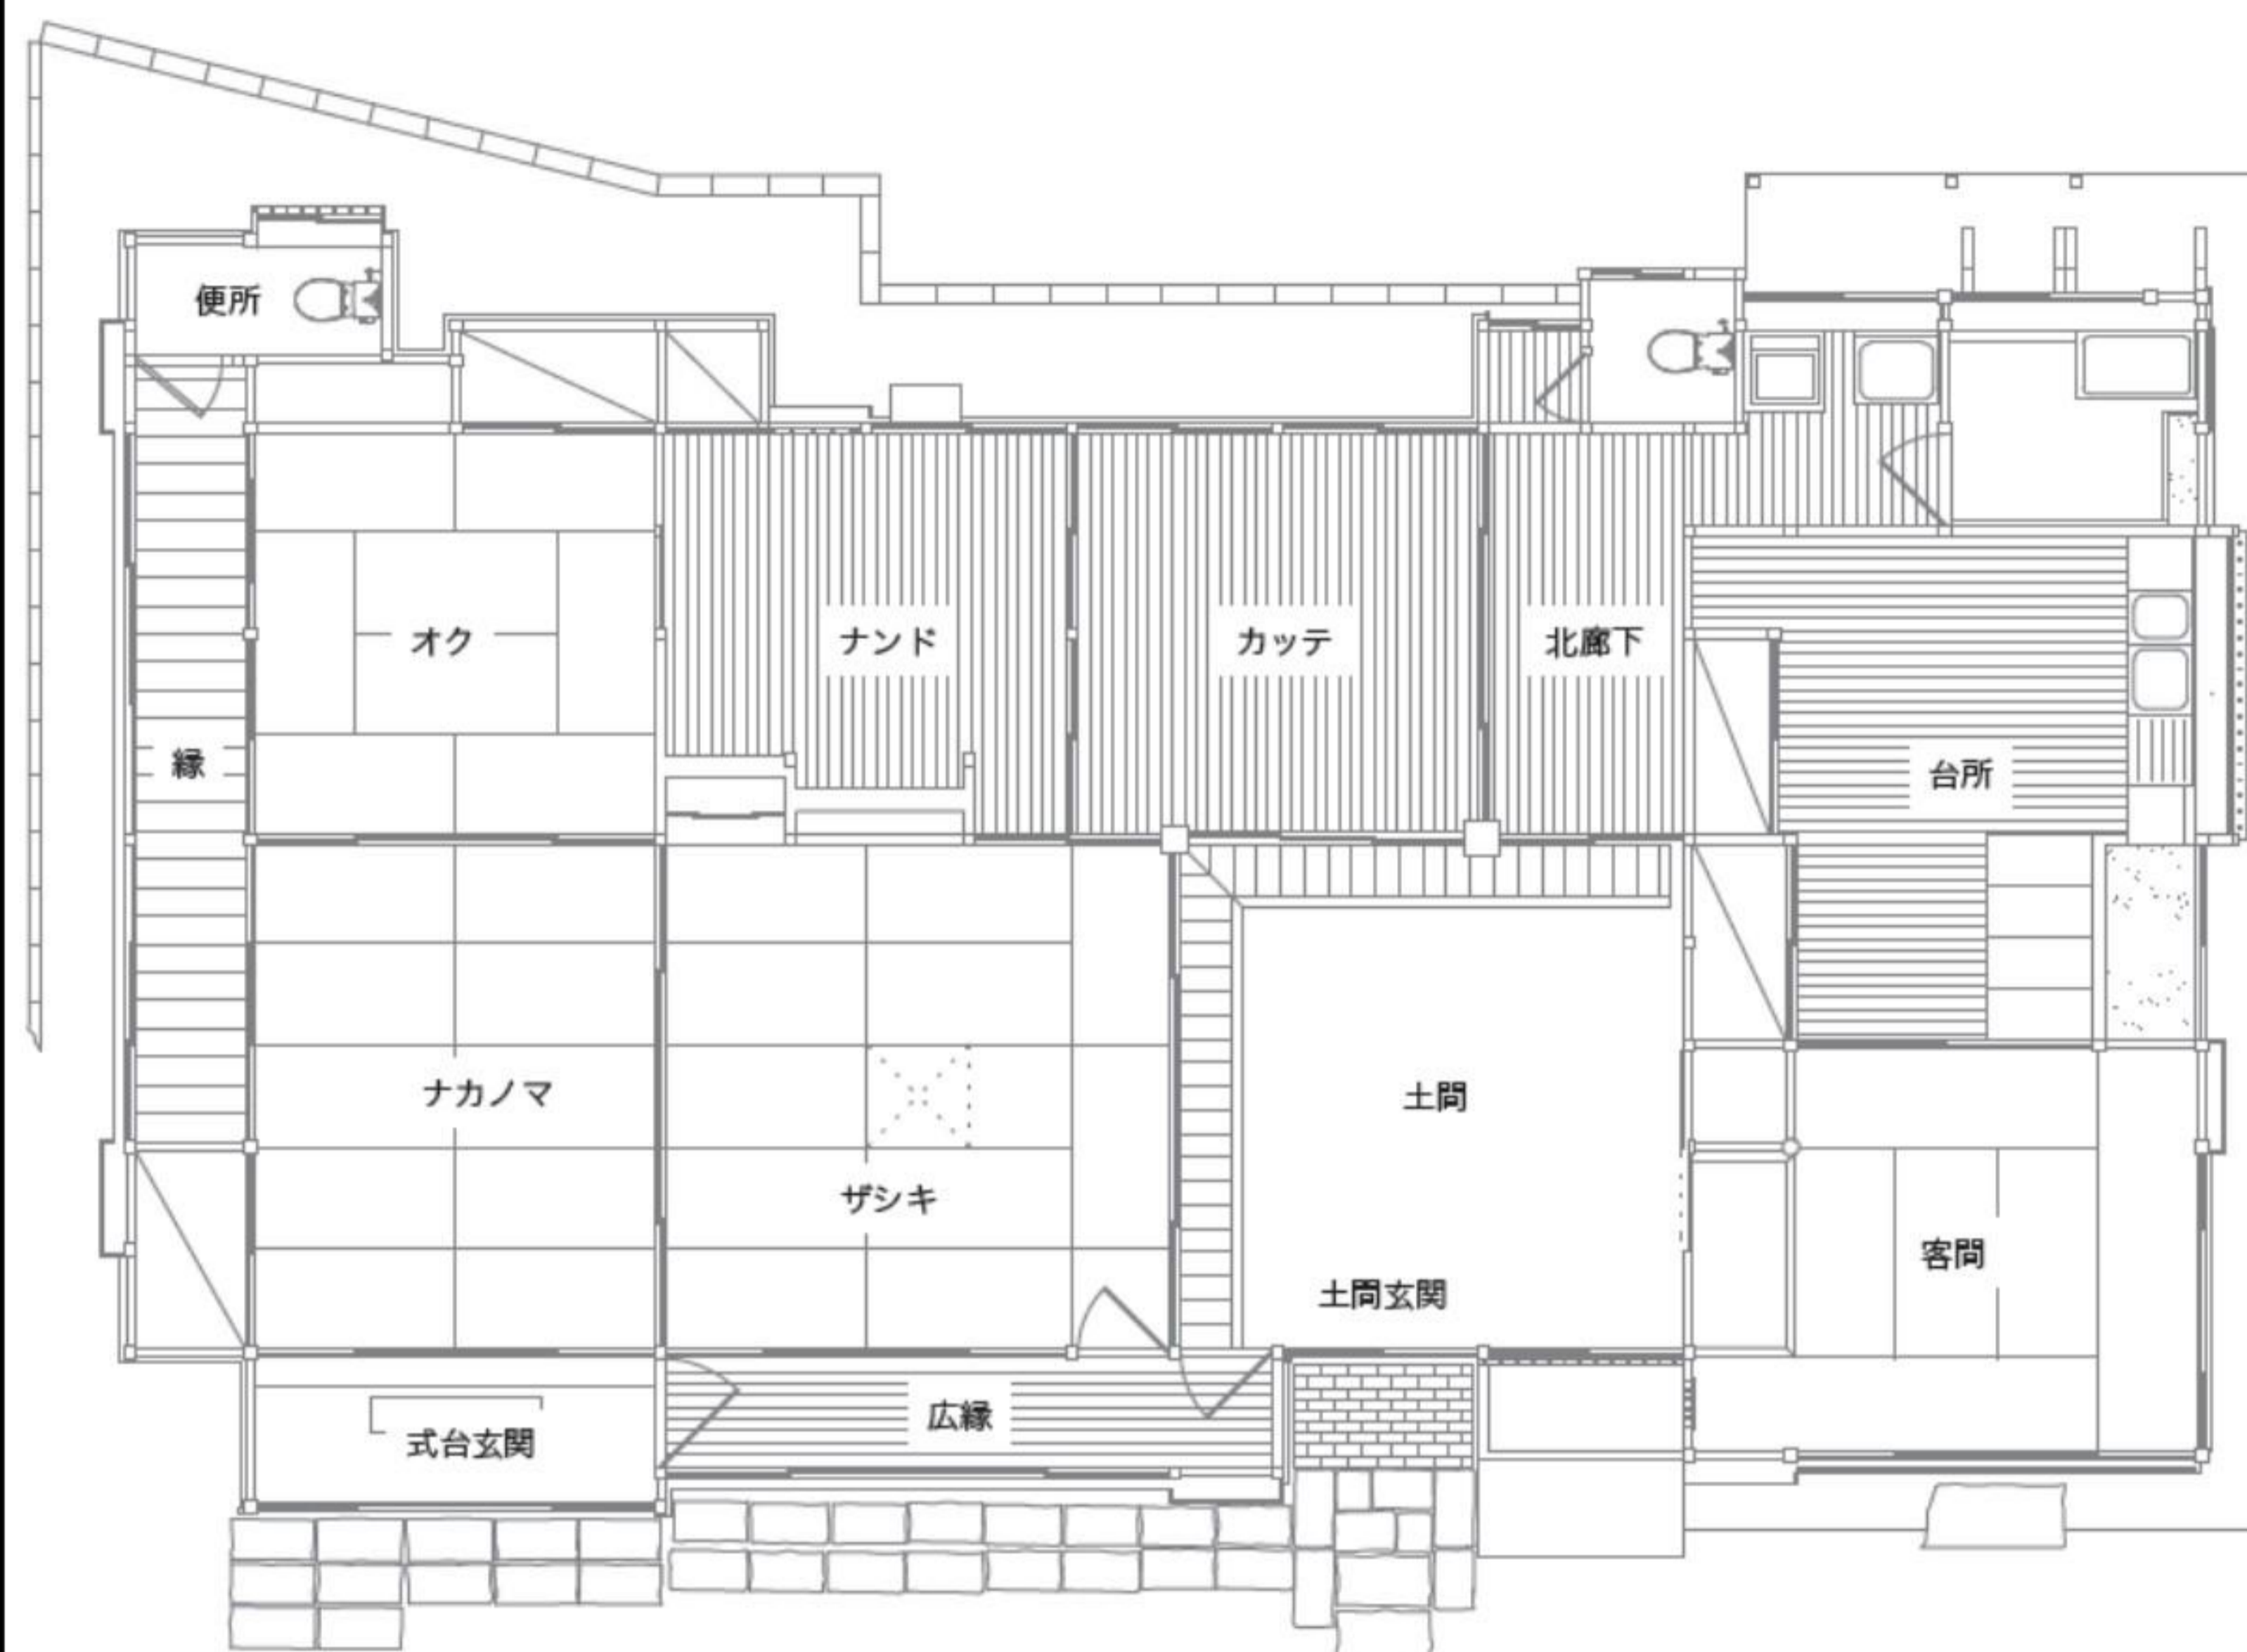 便所
オク
ナンド
カッテ
北廊下
縁
台所
ナカノマ
土間
ザシキ
客間
土間玄関
広縁
式台玄関